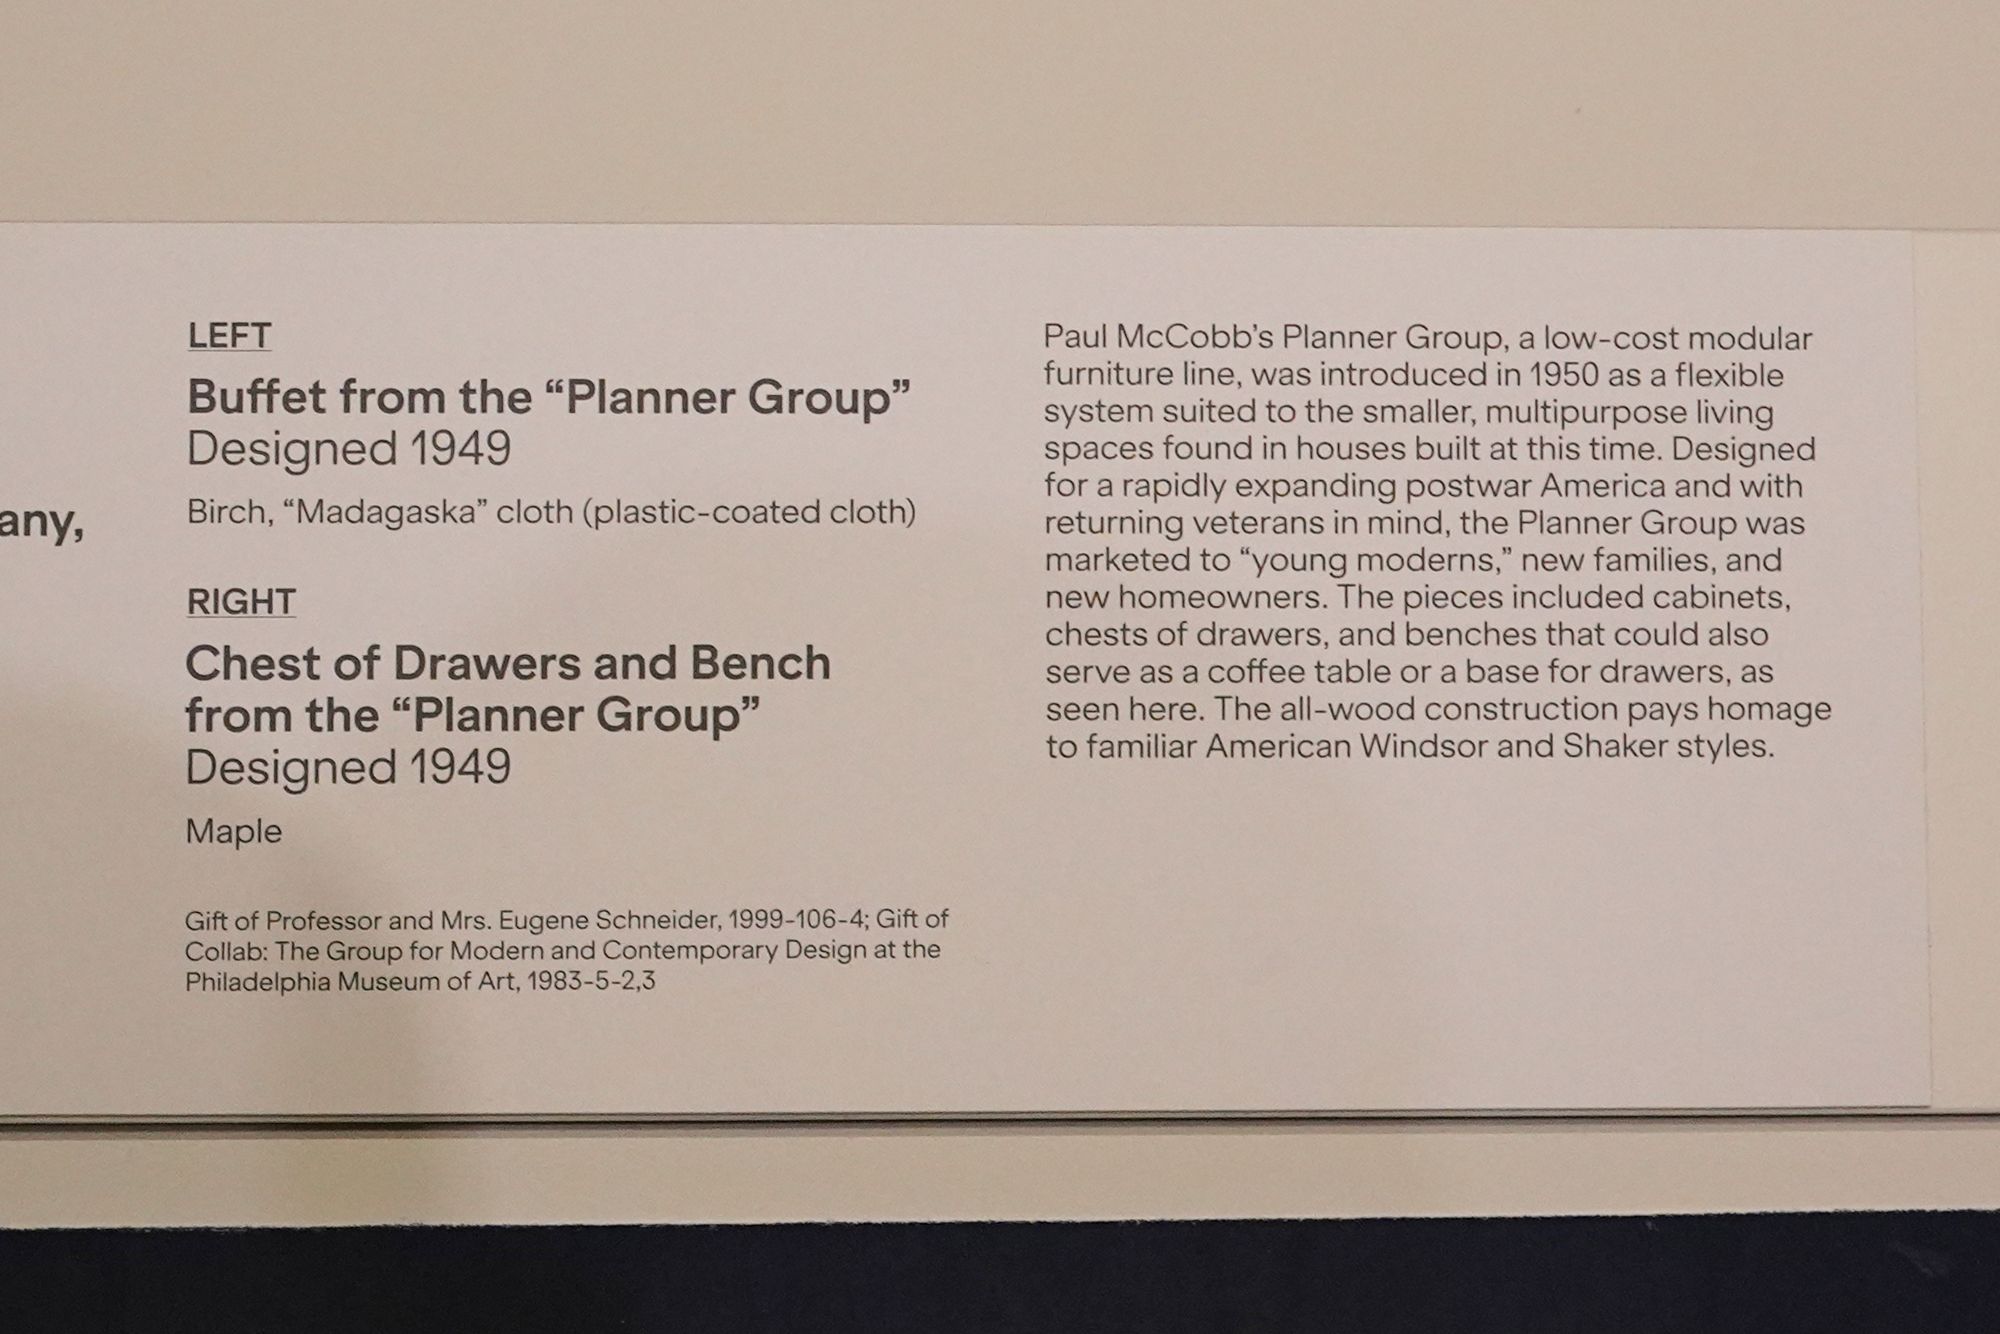 any,
LEFT
Buffet from the “Planner Group”
Designed 1949
Birch, “Madagaska” cloth (plastic-coated cloth)
RIGHT
Chest of Drawers and Bench
from the “Planner Group”
Designed 1949
Maple
Gift of Professor and Mrs. Eugene Schneider, 1999-106-4; Gift of
Collab: The Group for Modern and Contemporary Design at the
Philadelphia Museum of Art, 1983-5-2,3
Paul McCobb’s Planner Group, a low-cost modular
furniture line, was introduced in 1950 as a flexible
system suited to the smaller, multipurpose living
spaces found in houses built at this time. Designed
for a rapidly expanding postwar America and with
returning veterans in mind, the Planner Group was
marketed to “young moderns,” new families, and
new homeowners. The pieces included cabinets,
chests of drawers, and benches that could also
serve as a coffee table or a base for drawers, as
seen here. The all-wood construction pays homage
to familiar American Windsor and Shaker styles.